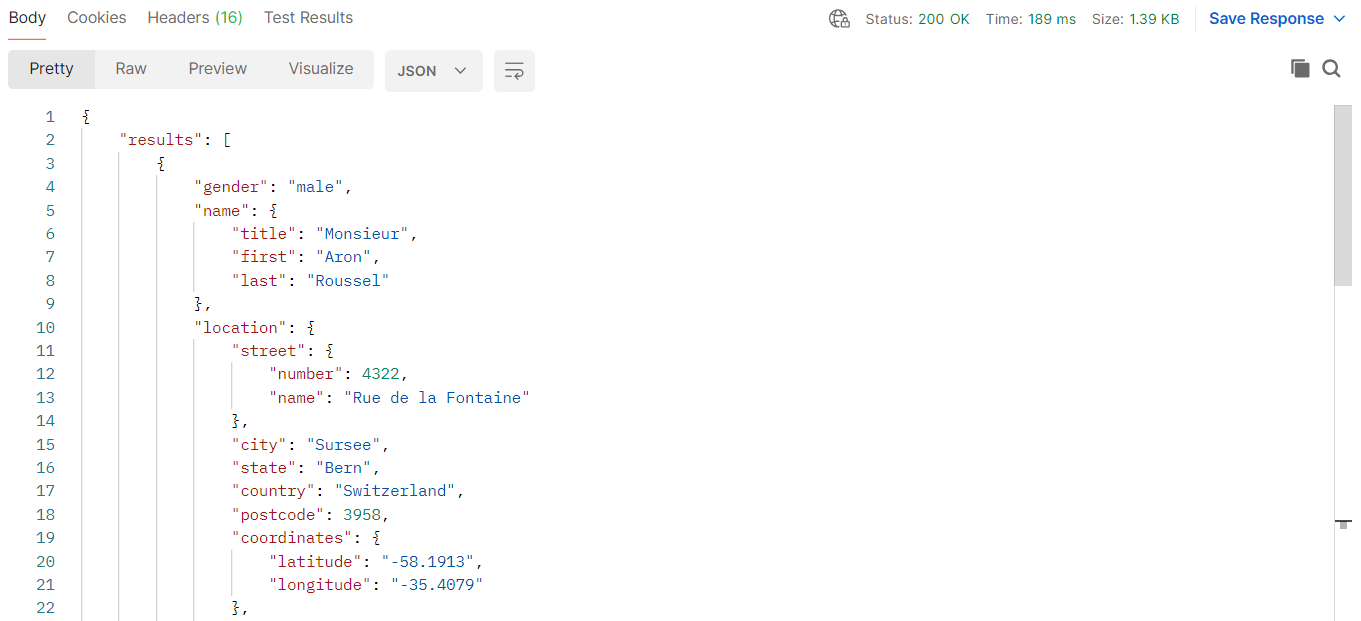 Body Cookies Headers (16) Test Results Status: 200 OK Time: 189 ms Size: 1.39 KB Save Response
Pretty Raw Preview Visualize JSON
1 {
2 "results": [
3 {
4 "gender": "male",
5 "name": {
6 "title": "Monsieur",
7 "first": "Aron",
8 "last": "Roussel"
9 },
10 "location": {
11 "street": {
12 "number": 4322,
13 "name": "Rue de la Fontaine"
14 },
15 "city": "Sursee",
16 "state": "Bern",
17 "country": "Switzerland",
18 "postcode": 3958,
19 "coordinates": {
20 "latitude": "-58.1913",
21 "longitude": "-35.4079"
22 },